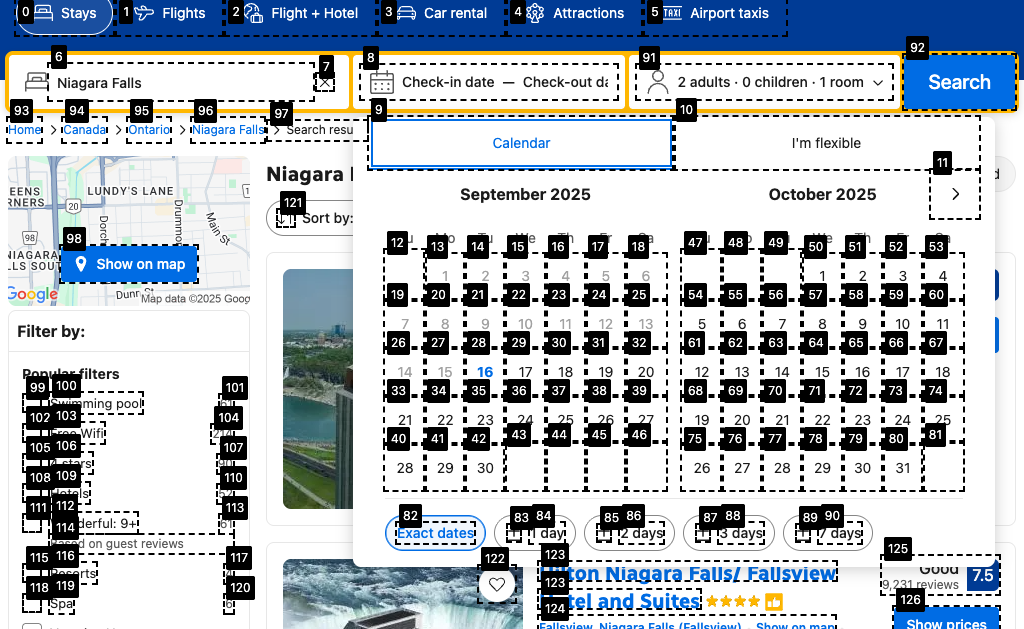 0 Stays 1 Flights 2 Flight + Hotel 3 Car rental 4 Attractions 5 TAXI Airport taxis
6 7 8 91 92
Niagara Falls Check-in date — 2 adults · 0 children · 1 room Search
93 94 95 96 97 9 10
Home Canada Ontario Niagara Falls Search
Calendar I'm flexible
11
LUNDY'S LANE
20
98
Main St
98 Show on map
Google
Map data ©2025
Niagara
121 Sort by:
September 2025 October 2025
12 13 14 15 16 17 18 47 48 49 50 51 52 53
1 2 3 4 5 6 1 2 3 4
19 20 21 22 23 24 25 54 55 56 57 58 59 60
7 8 9 10 11 12 13 5 6 7 8 9 10 11
26 27 28 29 30 31 32 61 62 63 64 65 66 67
14 15 16 17 18 19 20 12 13 14 15 16 17 18
33 34 35 36 37 38 39 68 69 70 71 72 73 74
21 22 23 24 25 26 27 19 20 21 22 23 24 25
40 41 42 43 44 45 46 75 76 77 78 79 80 81
28 29 30 26 27 28 29 30 31
82 83 84 85 86 87 88 89 90
Exact dates 1 day 2 days 3 days 7 days
Filter by:
Popular filters
99 100 101
Swimming pool
102 103 104
Free Wifi
105 106 107
stars
108 109 110
Hotels
111 112 113
9+
114
Based on guest reviews
115 116 117
Resorts
118 119 120
Spa
122
123
Niagara Falls/ Fallsview
123
and Suites
124
Fallsview, Niagara Falls (Fallsview) Show on map
125
Good
9,231 reviews 7.5
126
Show prices